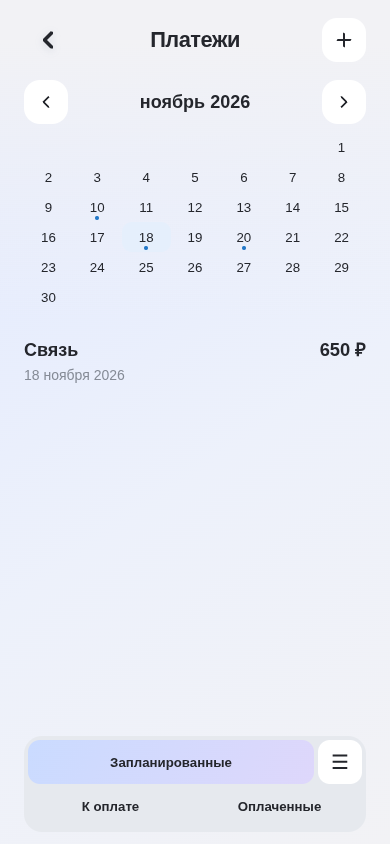 Платежи
ноябрь 2026
1
2 3 4 5 6 7 8
9 10 11 12 13 14 15
16 17 18 19 20 21 22
23 24 25 26 27 28 29
30
Связь 650 ₽
18 ноября 2026
Запланированные
К оплате Оплаченные